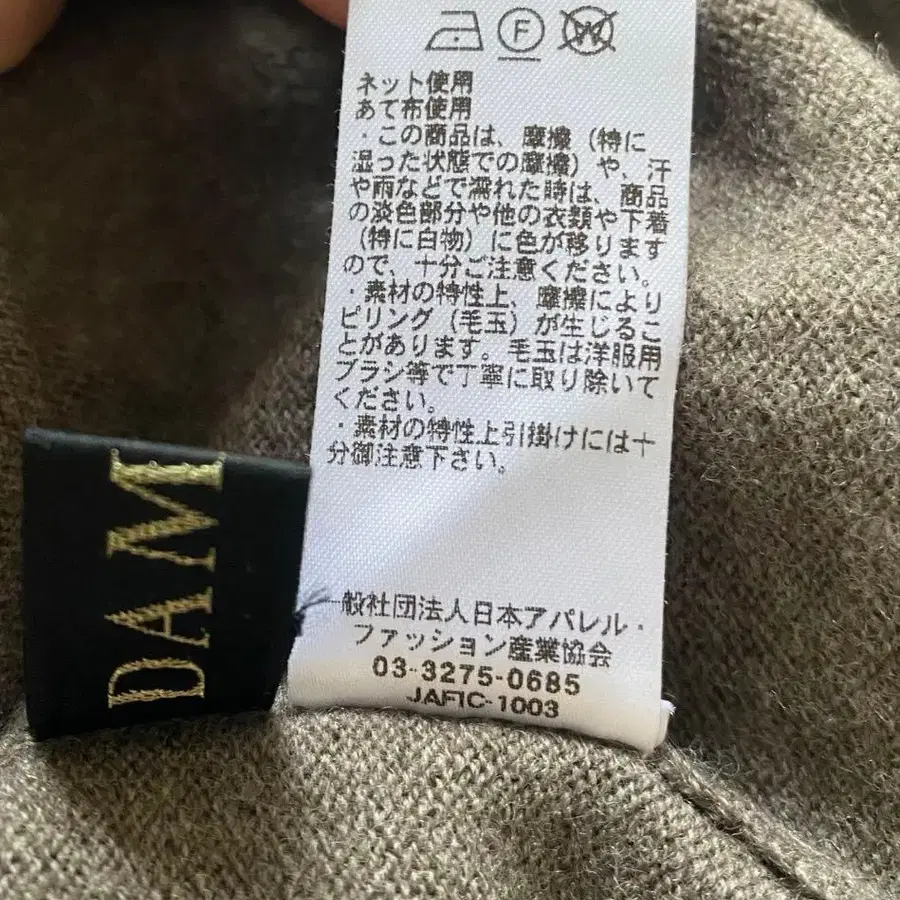 F
W
ネット使用
あて布使用
・この商品は、摩擦（特に
湿った状態での摩擦）や、汗
や雨などで濡れた時は、商品
の淡色部分や他の衣類や下着
（特に白物）に色が移ります
ので、十分ご注意ください。
・素材の特性上、摩擦により
ピリング（毛玉）が生じるこ
とがあります。毛玉は洋服用
ブラシ等で丁寧に取り除いて
ください。
・素材の特性上引掛けには十
分御注意下さい。
一般社団法人日本アパレル・
ファッション産業協会
03-3275-0685
JAFIC-1003
DAM